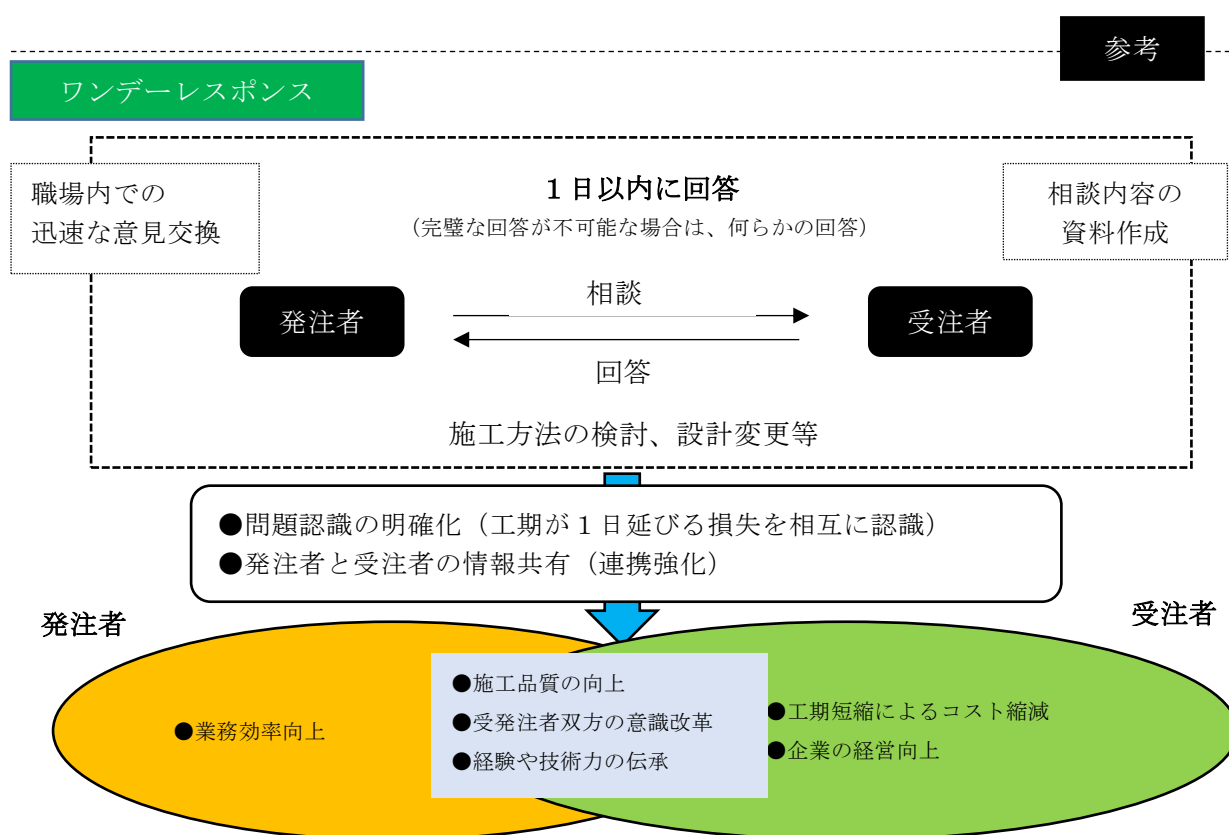 参考
ワンデーレスポンス
職場内での
迅速な意見交換
１日以内に回答
（完璧な回答が不可能な場合は、何らかの回答）
相談内容の
資料作成
相談
発注者
受注者
回答
施工方法の検討、設計変更等
●問題認識の明確化（工期が１日延びる損失を相互に認識）
●発注者と受注者の情報共有（連携強化）
発注者
受注者
●業務効率向上
●施工品質の向上
●受発注者双方の意識改革
●経験や技術力の伝承
●工期短縮によるコスト縮減
●企業の経営向上